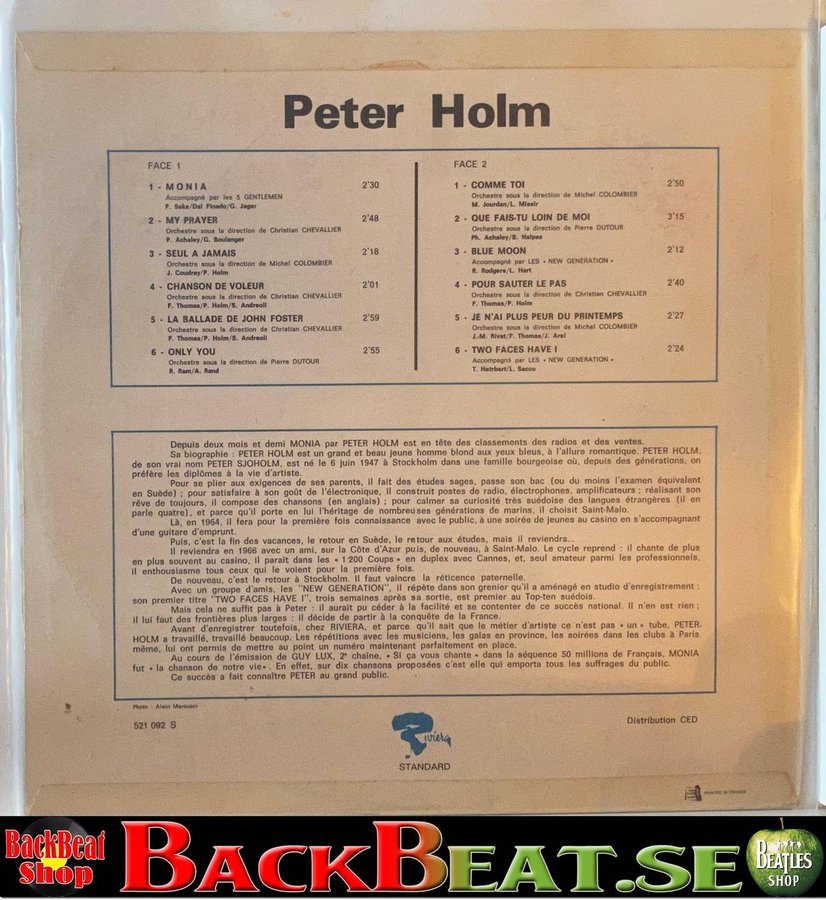 Peter Holm
FACE 1
1 - MONIA 2'30
Accompagné par les 5 GENTLEMEN
P. Saka/Dal Finado/G. Jager
2 - MY PRAYER 2'48
Orchestre sous la direction de Christian CHEVALLIER
P. Achaley/G. Boulanger
3 - SEUL A JAMAIS 2'18
Orchestre sous la direction de Michel COLOMBIER
J. Coudray/P. Holm
4 - CHANSON DE VOLEUR 2'01
Orchestre sous la direction de Christian CHEVALLIER
F. Thomas/P. Holm/S. Andreoli
5 - LA BALLADE DE JOHN FOSTER 2'59
Orchestre sous la direction de Christian CHEVALLIER
F. Thomas/P. Holm/S. Andreoli
6 - ONLY YOU 2'55
Orchestre sous la direction de Pierre DUTOUR
R. Ram/A. Rand
FACE 2
1 - COMME TOI 2'50
Orchestre sous la direction de Michel COLOMBIER
M. Jourdan/L. Missir
2 - QUE FAIS-TU LOIN DE MOI 3'15
Orchestre sous la direction de Pierre DUTOUR
Ph. Achaley/B. Nalpas
3 - BLUE MOON 2'12
Accompagné par LES « NEW GENERATION »
R. Rodgers/L. Hart
4 - POUR SAUTER LE PAS 2'40
Orchestre sous la direction de Christian CHEVALLIER
F. Thomas/P. Holm
5 - JE N'AI PLUS PEUR DU PRINTEMPS 2'27
Orchestre sous la direction de Michel COLOMBIER
J.-M. Rivat/F. Thomas/J. Arel
6 - TWO FACES HAVE I 2'24
Accompagné par LES « NEW GENERATION »
T. Hetrbert/L. Sacco
Depuis deux mois et demi MONIA par PETER HOLM est en tête des classements des radios et des ventes.
Sa biographie : PETER HOLM est un grand et beau jeune homme blond aux yeux bleus, à l'allure romantique. PETER HOLM,
de son vrai nom PETER SJOHOLM, est né le 6 juin 1947 à Stockholm dans une famille bourgeoise où, depuis des générations, on
préfère les diplômes à la vie d'artiste.
Pour se plier aux exigences de ses parents, il fait des études sages, passe son bac (ou du moins l'examen équivalent
en Suède) ; pour satisfaire à son goût de l'électronique, il construit postes de radio, électrophones, amplificateurs ; réalisant son
rêve de toujours, il compose des chansons (en anglais) ; pour calmer sa curiosité très suédoise des langues étrangères (il en
parle quatre), et parce qu'il porte en lui l'héritage de nombreuses générations de marins, il choisit Saint-Malo.
Là, en 1964, il fera pour la première fois connaissance avec le public, à une soirée de jeunes au casino en s'accompagnant
d'une guitare d'emprunt.
Puis, c'est la fin des vacances, le retour en Suède, le retour aux études, mais il reviendra...
Il reviendra en 1966 avec un ami, sur la Côte d'Azur puis, de nouveau, à Saint-Malo. Le cycle reprend : il chante de plus
en plus souvent au casino, il paraît dans les « 1 200 Coups » en duplex avec Cannes, et, seul amateur parmi les professionnels,
il enthousiasme tous ceux qui le voient pour la première fois.
De nouveau, c'est le retour à Stockholm. Il faut vaincre la réticence paternelle.
Avec un groupe d'amis, les "NEW GENERATION", il répète dans son grenier qu'il a aménagé en studio d'enregistrement :
son premier titre "TWO FACES HAVE I", trois semaines après sa sortie, est premier au Top-ten suédois.
Mais cela ne suffit pas à Peter : il aurait pu céder à la facilité et se contenter de ce succès national. Il n'en est rien ;
il lui faut des frontières plus larges : il décide de partir à la conquête de la France.
Avant d'enregistrer toutefois, chez RIVIERA, et parce qu'il sait que le métier d'artiste ce n'est pas « un » tube, PETER
HOLM a travaillé, travaillé beaucoup. Les répétitions avec les musiciens, les galas en province, les soirées dans les clubs à Paris
même, lui ont permis de mettre au point un numéro maintenant parfaitement en place.
Au cours de l'émission de GUY LUX, 2ᵉ chaîne, « Si ça vous chante » dans la séquence 50 millions de Français, MONIA
fut « la chanson de notre vie ». En effet, sur dix chansons proposées c'est elle qui emporta tous les suffrages du public.
Ce succès a fait connaître PETER au grand public.
Photo : Alain Marouani
521 092 S
Riviera
STANDARD
Distribution CED
PRINTED IN FRANCE
BackBeat Shop
BACKBEAT.SE
BEATLES SHOP